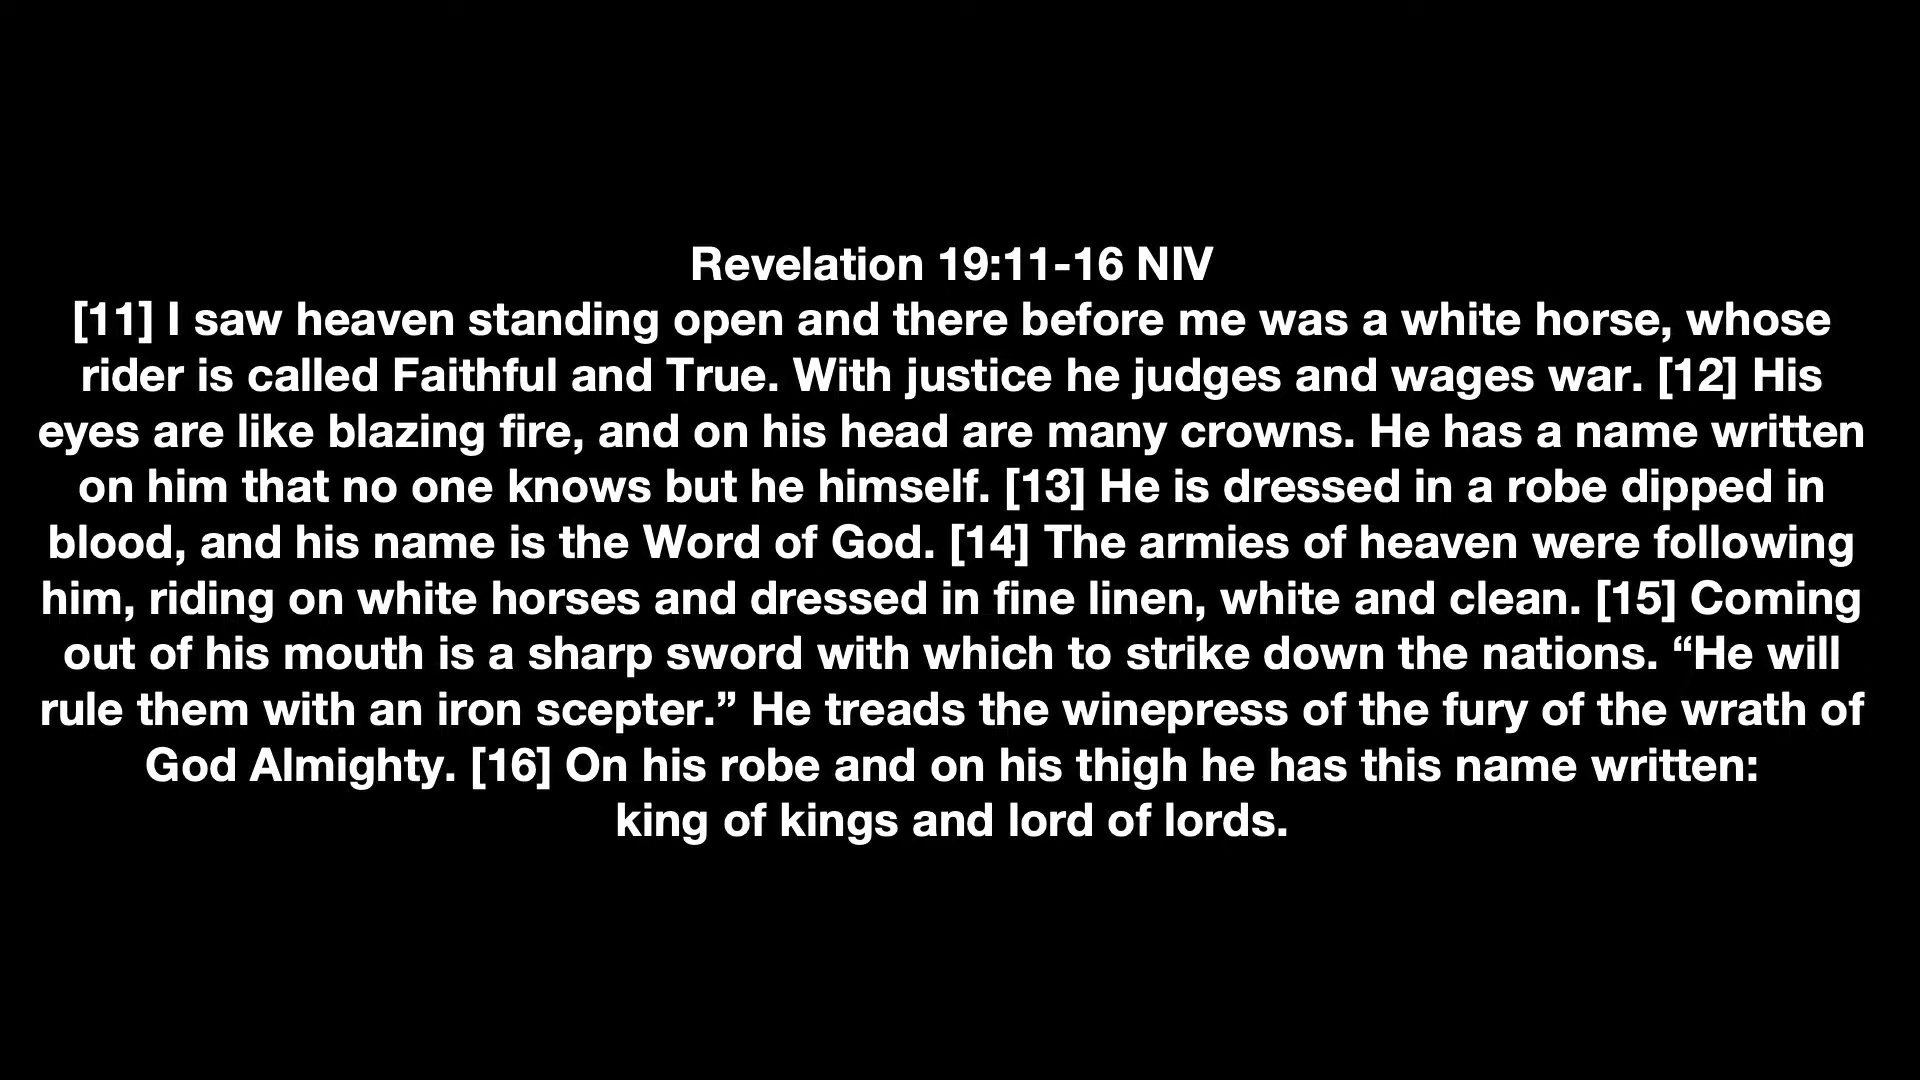 Revelation 19:11-16 NIV
[11] I saw heaven standing open and there before me was a white horse, whose
rider is called Faithful and True. With justice he judges and wages war. [12] His
eyes are like blazing fire, and on his head are many crowns. He has a name written
on him that no one knows but he himself. [13] He is dressed in a robe dipped in
blood, and his name is the Word of God. [14] The armies of heaven were following
him, riding on white horses and dressed in fine linen, white and clean. [15] Coming
out of his mouth is a sharp sword with which to strike down the nations. “He will
rule them with an iron scepter.” He treads the winepress of the fury of the wrath of
God Almighty. [16] On his robe and on his thigh he has this name written:
king of kings and lord of lords.